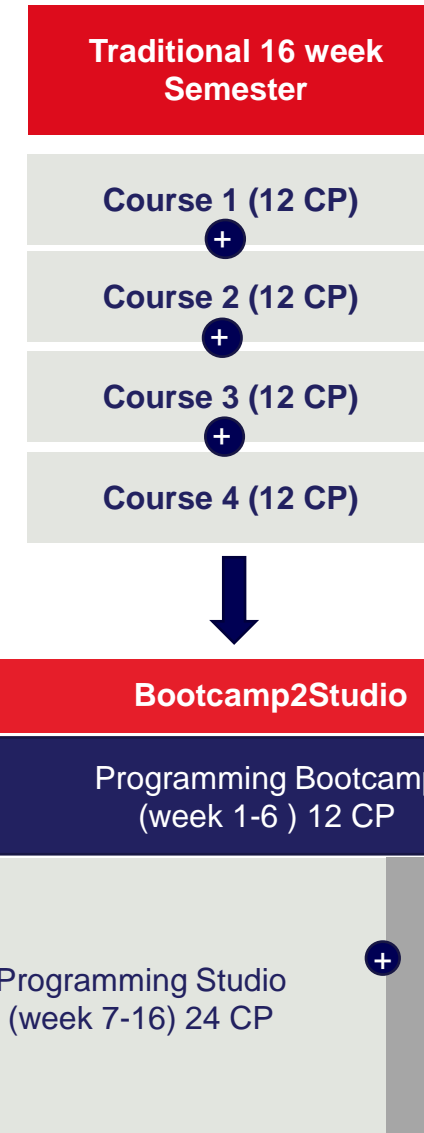 Traditional 16 week
Semester
Course 1 (12 CP)
+
Course 2 (12 CP)
+
Course 3 (12 CP)
+
Course 4 (12 CP)
Bootcamp2Studio
Programming Bootcamp
(week 1-6 ) 12 CP
+
Programming Studio
(week 7-16) 24 CP